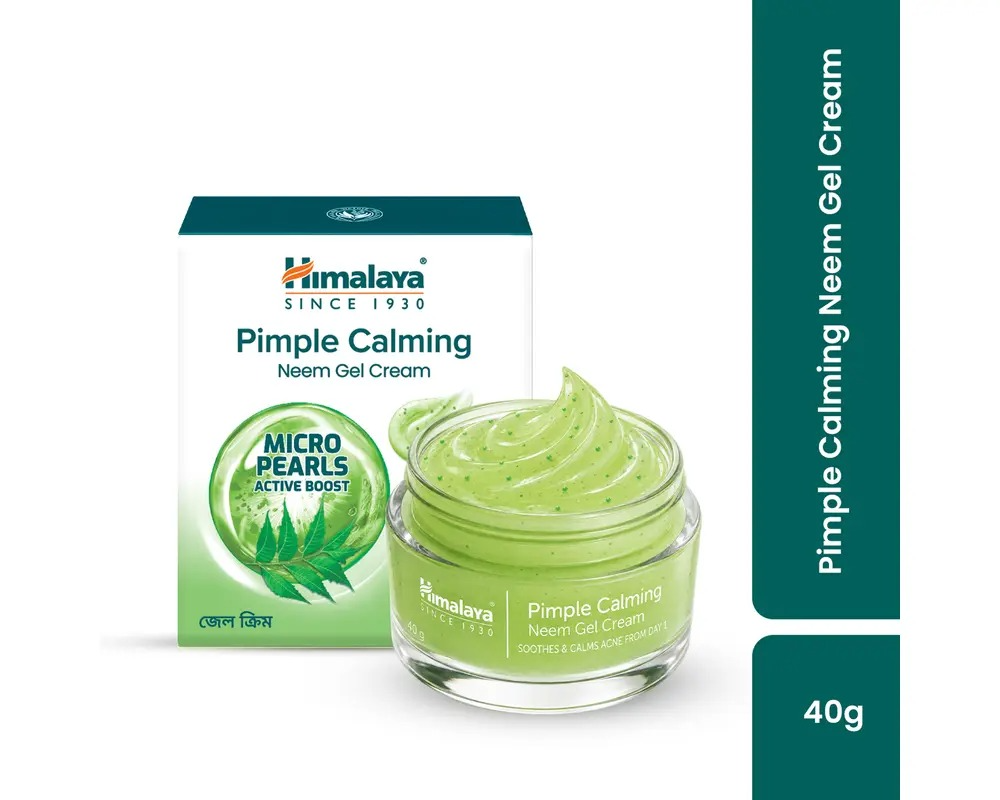 Himalaya®
SINCE 1930
Pimple Calming
Neem Gel Cream
MICRO
PEARLS
ACTIVE BOOST
জেল ক্রিম
Himalaya®
SINCE 1930
40 g
Pimple Calming
Neem Gel Cream
SOOTHES & CALMS ACNE FROM DAY 1
Pimple Calming Neem Gel Cream
40g